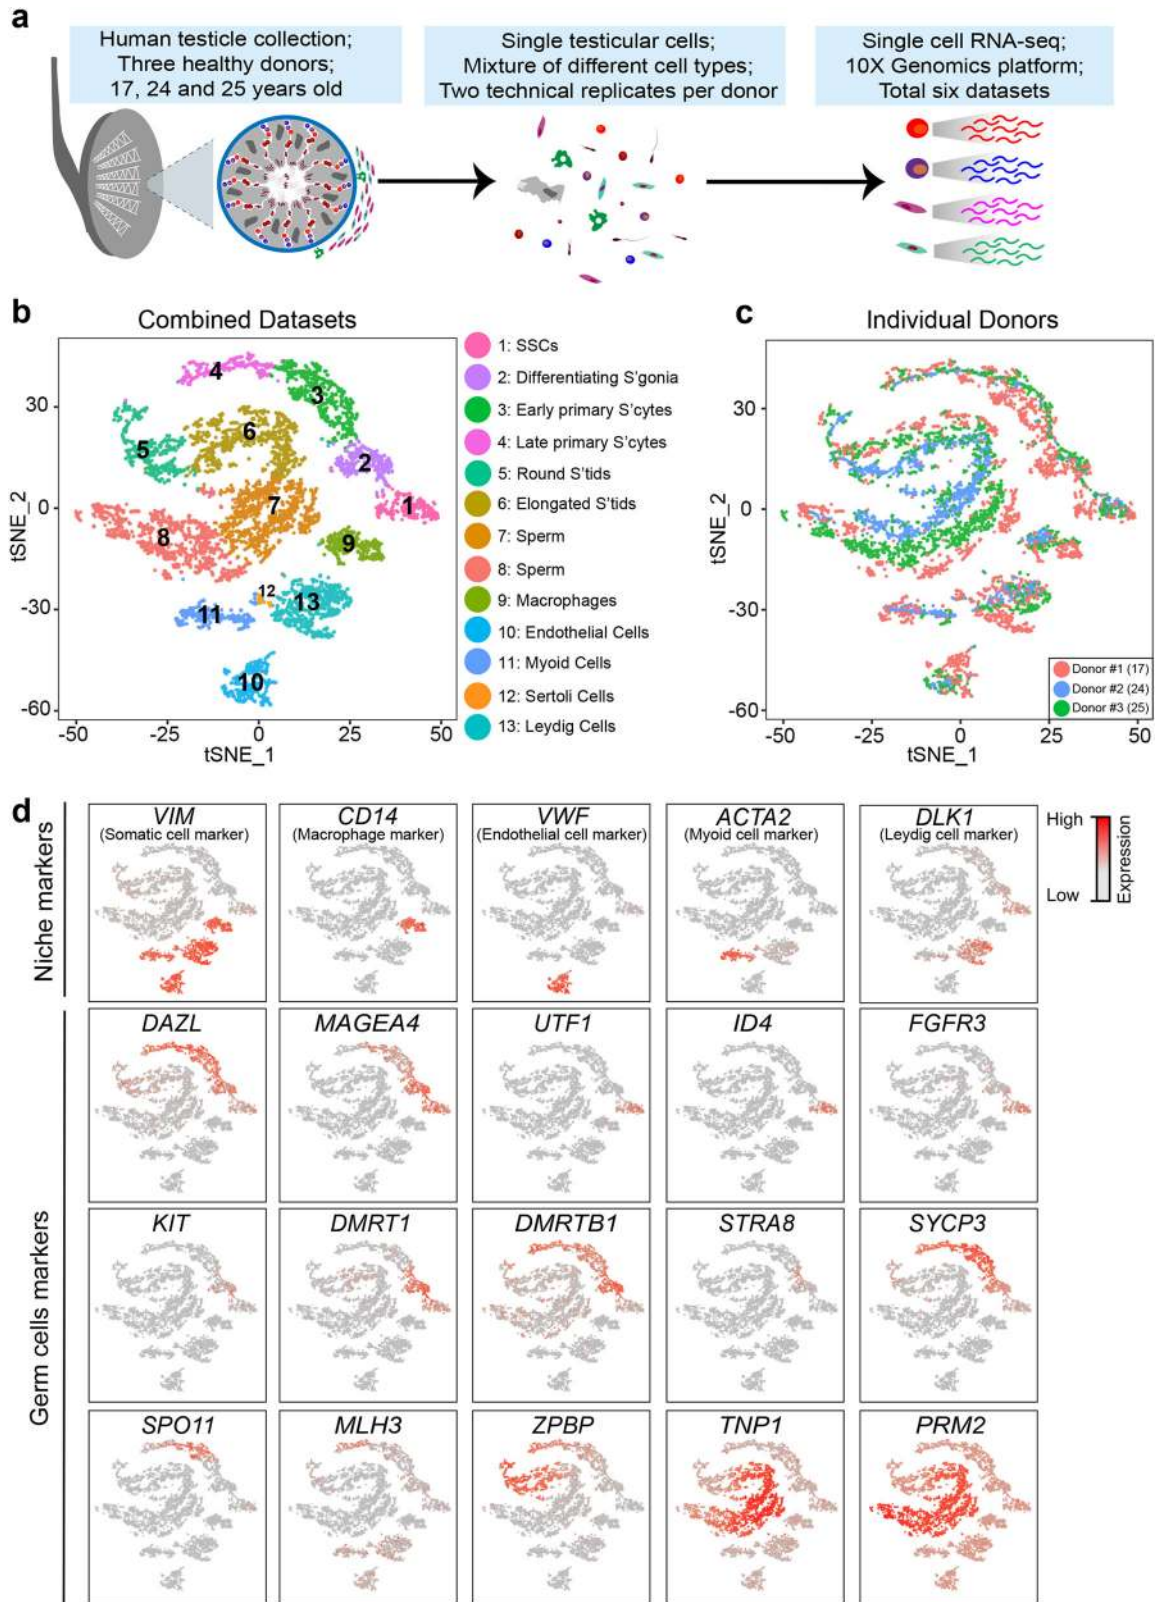 a
Human testicle collection;
Three healthy donors;
17, 24 and 25 years old
Single testicular cells;
Mixture of different cell types;
Two technical replicates per donor
Single cell RNA-seq;
10X Genomics platform;
Total six datasets
b
Combined Datasets
tSNE_2
30
0
-30
-60
-50
-25
0
25
50
tSNE_1
1
2
3
4
5
6
7
8
9
10
11
12
13
1: SSCs
2: Differentiating S'gonia
3: Early primary S'cytes
4: Late primary S'cytes
5: Round S'tids
6: Elongated S'tids
7: Sperm
8: Sperm
9: Macrophages
10: Endothelial Cells
11: Myoid Cells
12: Sertoli Cells
13: Leydig Cells
c
Individual Donors
tSNE_2
30
0
-30
-60
-50
-25
0
25
50
tSNE_1
Donor #1 (17)
Donor #2 (24)
Donor #3 (25)
d
Niche markers
VIM
(Somatic cell marker)
CD14
(Macrophage marker)
VWF
(Endothelial cell marker)
ACTA2
(Myoid cell marker)
DLK1
(Leydig cell marker)
High
Low
Expression
Germ cells markers
DAZL
MAGEA4
UTF1
ID4
FGFR3
KIT
DMRT1
DMRTB1
STRA8
SYCP3
SPO11
MLH3
ZPBP
TNP1
PRM2